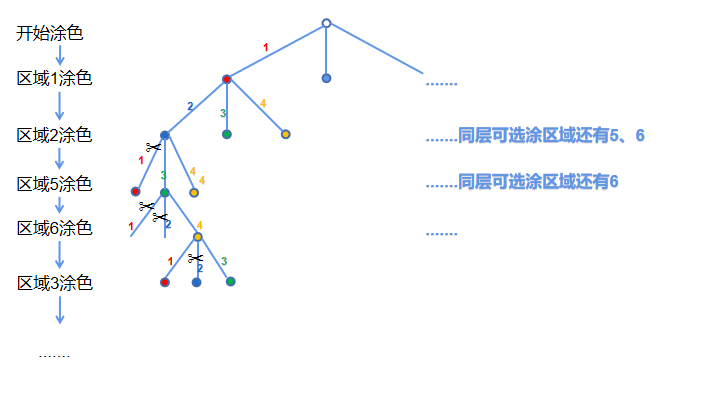 开始涂色
1
区域1涂色
.......
2
3
4
区域2涂色
.......同层可选涂区域还有5、6
1
3
4
4
区域5涂色
.......同层可选涂区域还有6
1
2
4
区域6涂色
.......
1
2
3
区域3涂色
.......